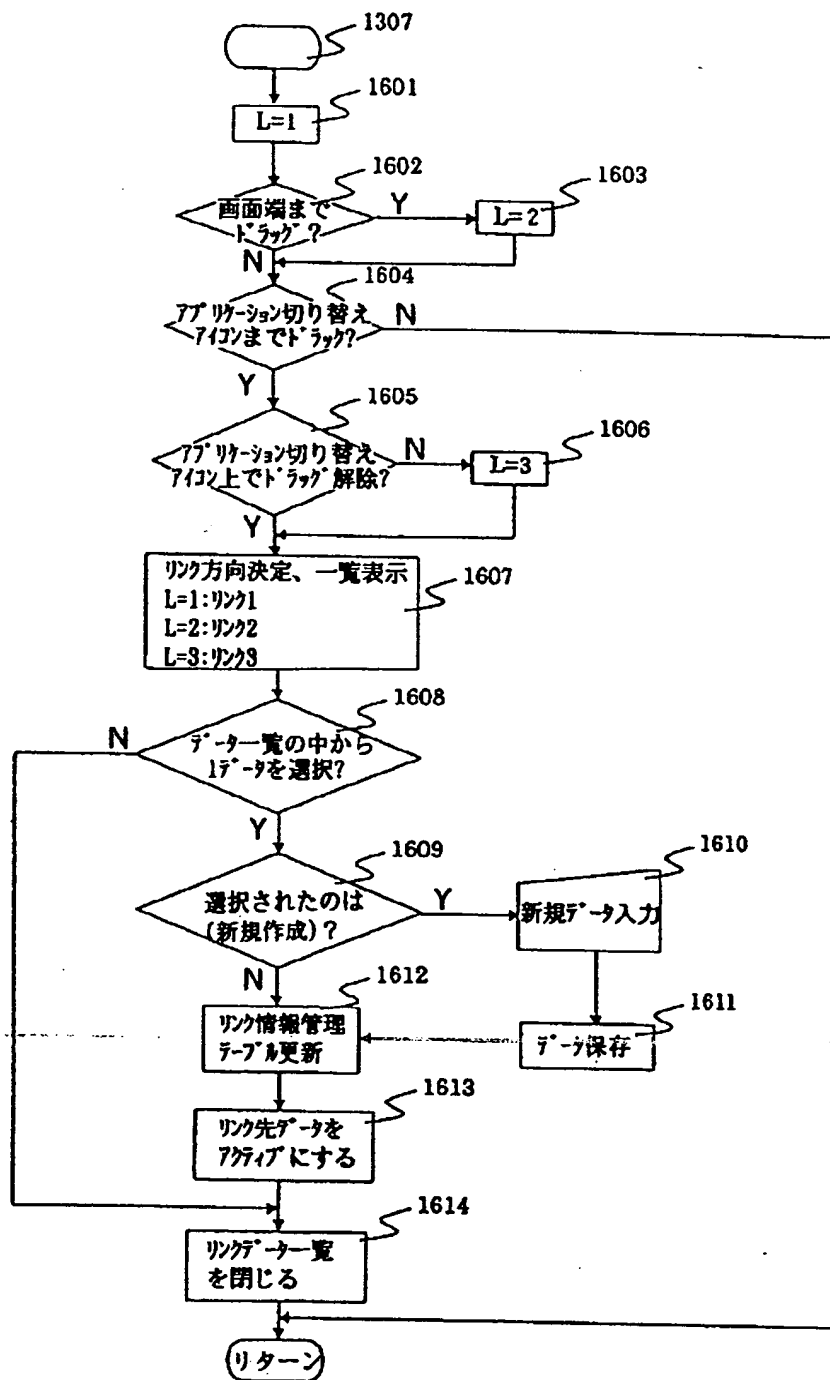 1307
1601
L=1
1602
画面端まで
ドラッグ?
Y
1603
L=2
N
1604
アプリケーション切り替え
アイコンまでドラック?
N
Y
1605
アプリケーション切り替え
アイコン上でドラッグ解除?
N
1606
L=3
Y
リンク方向決定、一覧表示
L=1:リンク1
L=2:リンク2
L=3:リンク3
1607
1608
データ一覧の中から
1データを選択?
N
Y
1609
選択されたのは
(新規作成)?
Y
1610
新規データ入力
N
1612
リンク情報管理
テーブル更新
1611
データ保存
1613
リンク先データを
アクティブにする
1614
リンクデータ一覧
を閉じる
リターン